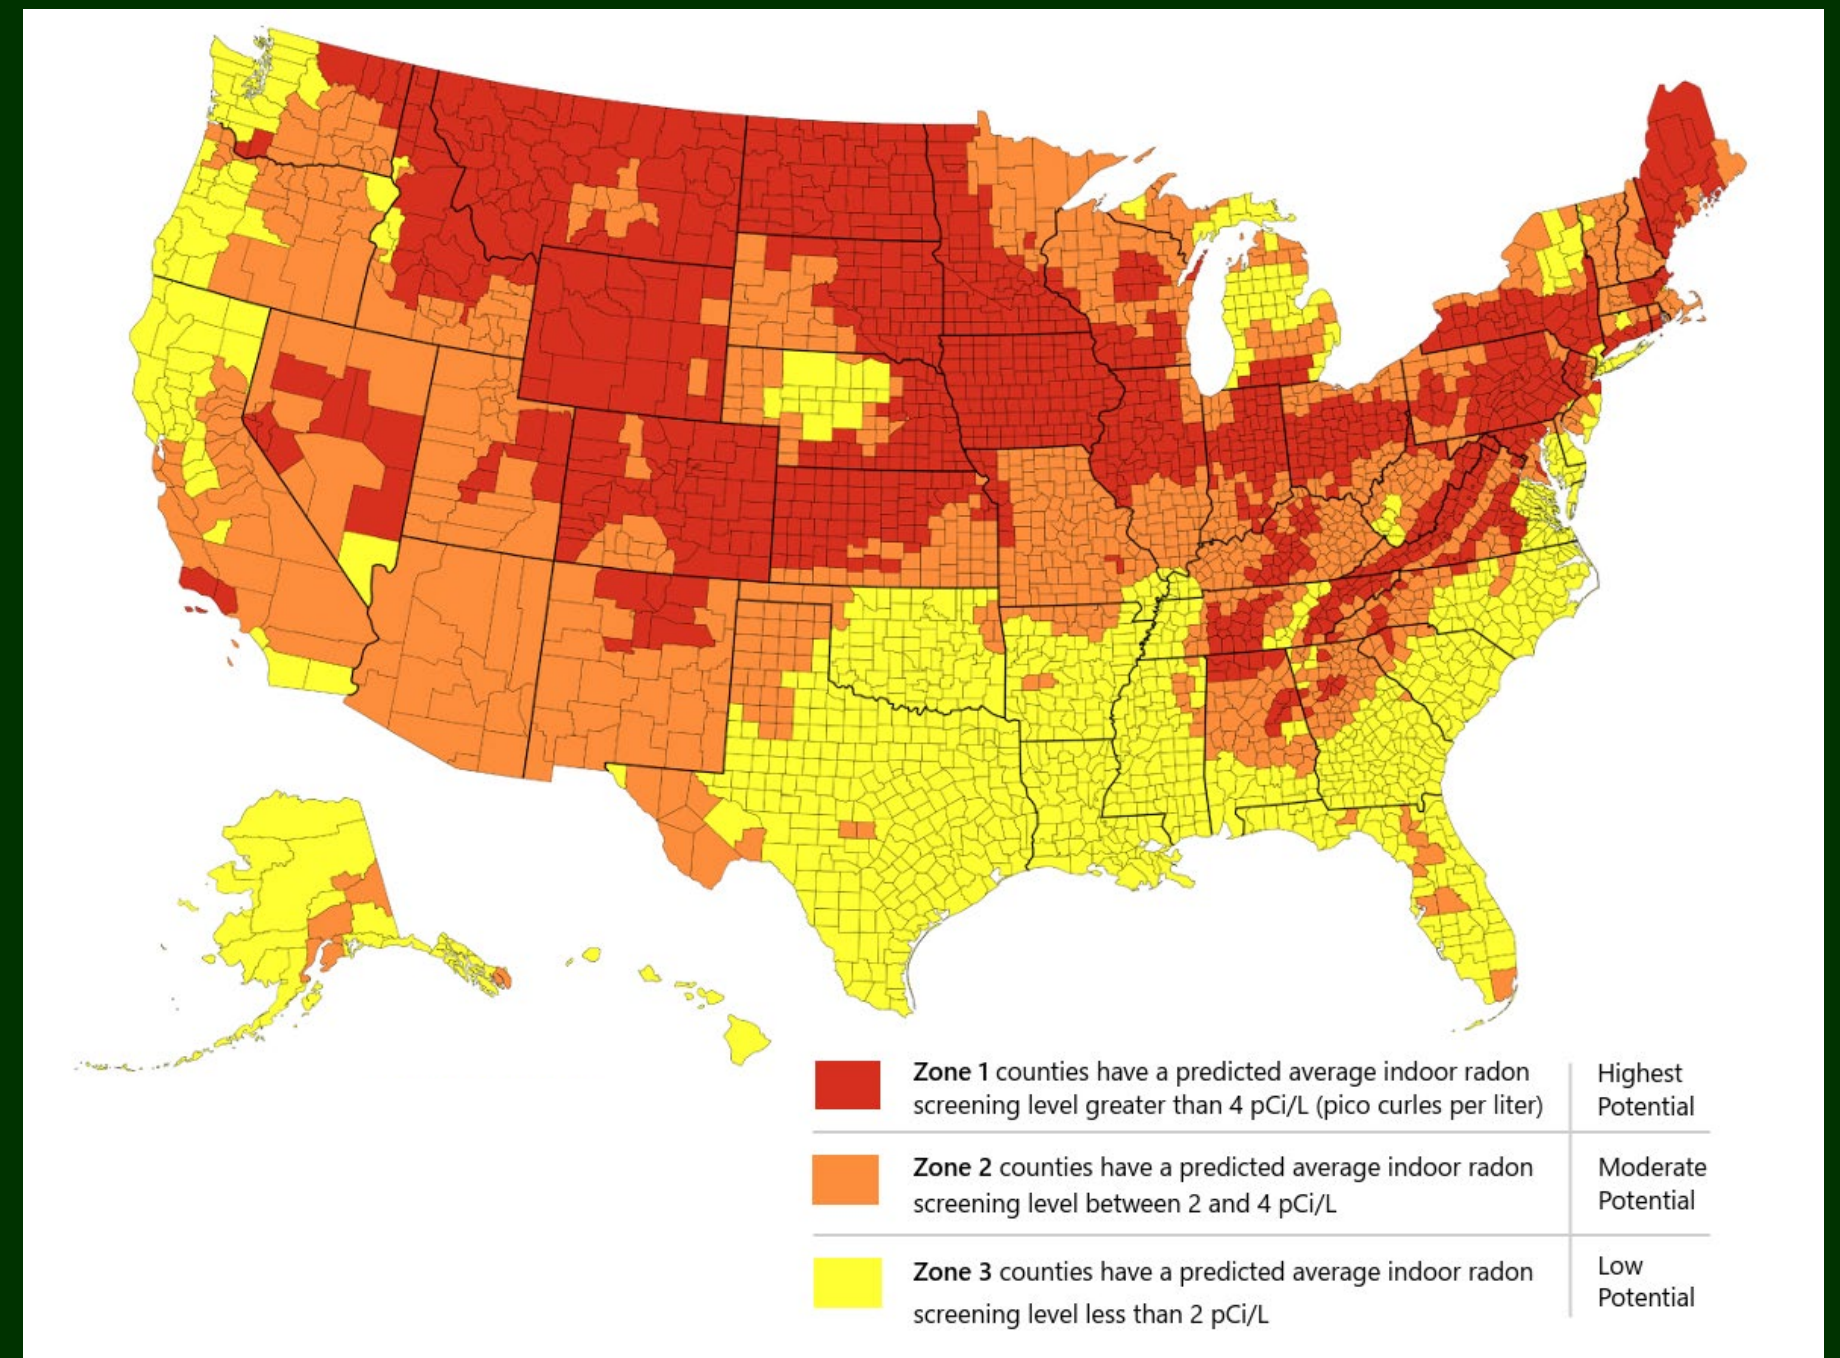 Zone 1 counties have a predicted average indoor radon
screening level greater than 4 pCi/L (pico curles per liter)
Highest
Potential
Zone 2 counties have a predicted average indoor radon
screening level between 2 and 4 pCi/L
Moderate
Potential
Zone 3 counties have a predicted average indoor radon
screening level less than 2 pCi/L
Low
Potential